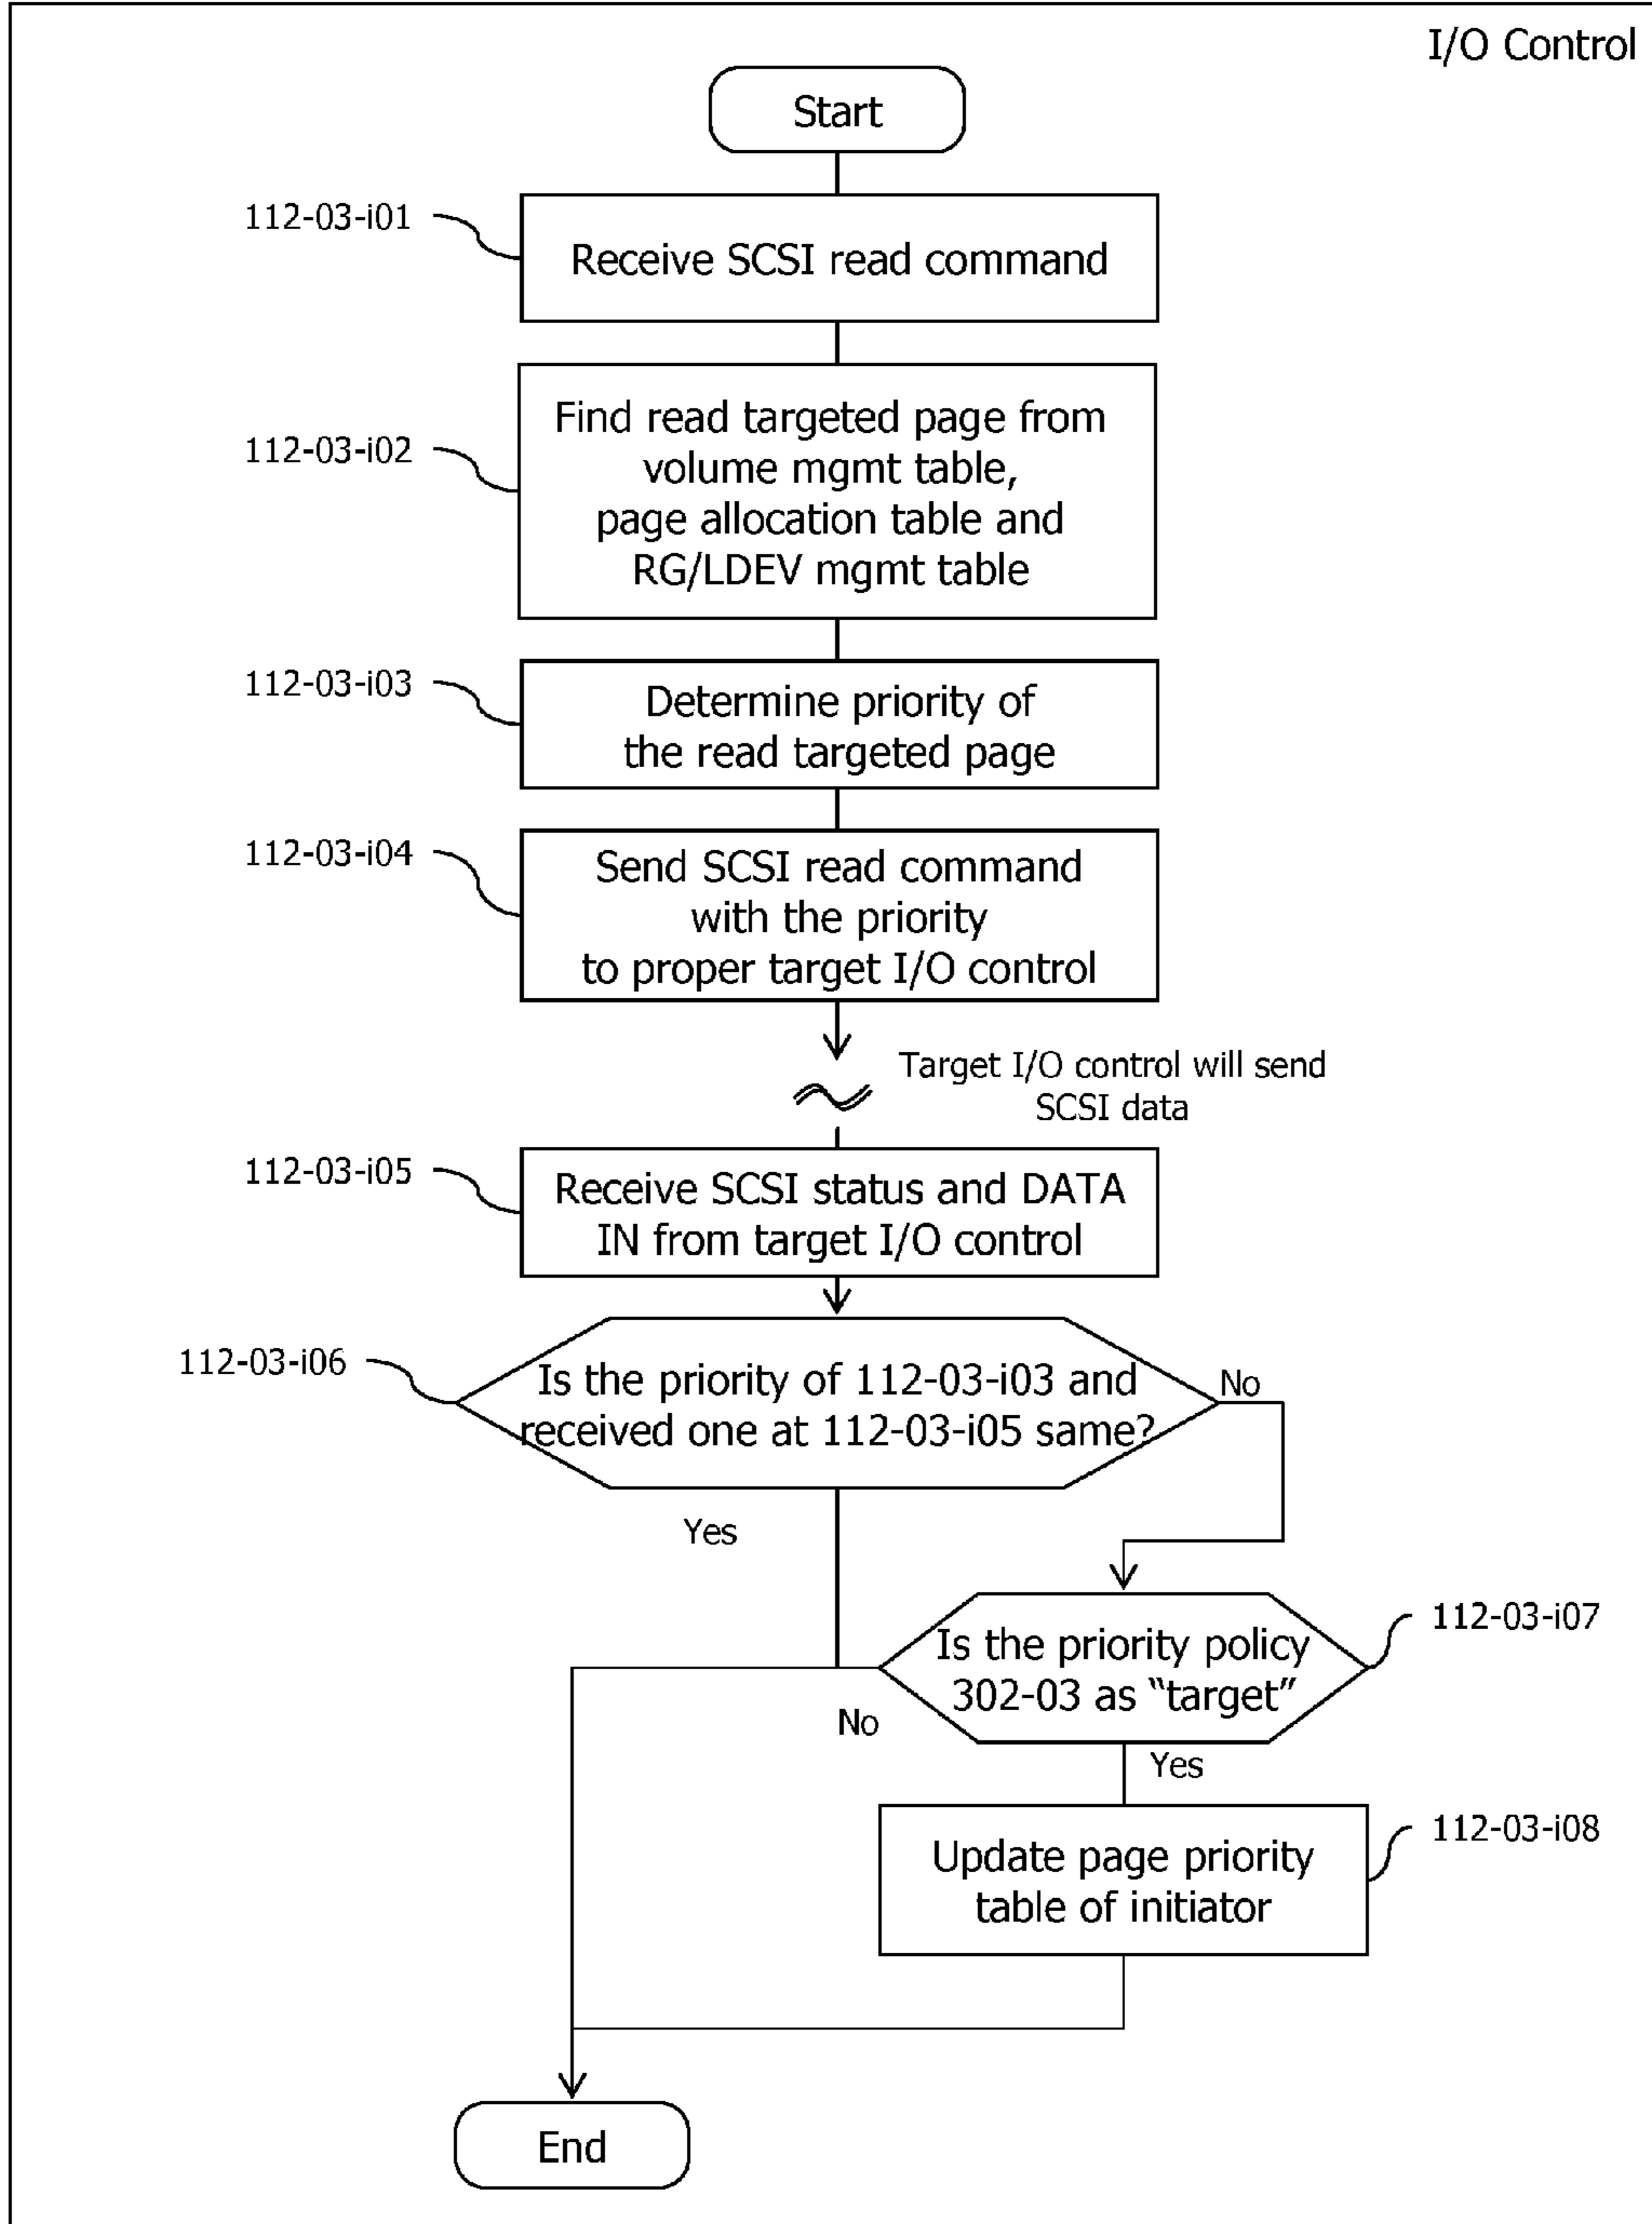 I/O Control
Start
112-03-i01
Receive SCSI read command
112-03-i02
Find read targeted page from
volume mgmt table,
page allocation table and
RG/LDEV mgmt table
112-03-i03
Determine priority of
the read targeted page
112-03-i04
Send SCSI read command
with the priority
to proper target I/O control
Target I/O control will send
SCSI data
112-03-i05
Receive SCSI status and DATA
IN from target I/O control
112-03-i06
Is the priority of 112-03-i03 and
received one at 112-03-i05 same?
No
Yes
112-03-i07
Is the priority policy
302-03 as “target”
No
Yes
112-03-i08
Update page priority
table of initiator
End